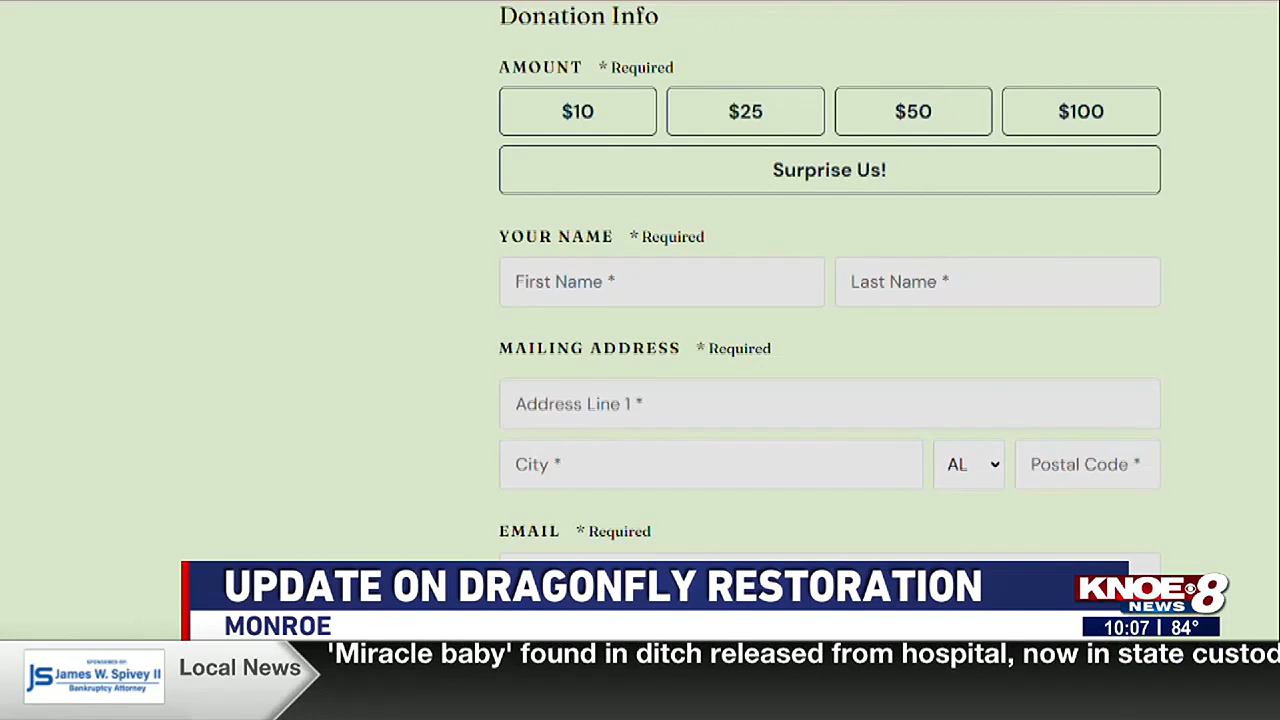 Donation Info
AMOUNT * Required
$10 $25 $50 $100
Surprise Us!
YOUR NAME * Required
First Name * Last Name *
MAILING ADDRESS * Required
Address Line 1 *
City * AL Postal Code *
EMAIL * Required
UPDATE ON DRAGONFLY RESTORATION
MONROE
KNOE 8
NEWS
10:07 | 84°
SPONSORED BY:
JS James W. Spivey II
Bankruptcy Attorney
Local News
'Miracle baby' found in ditch released from hospital, now in state custod